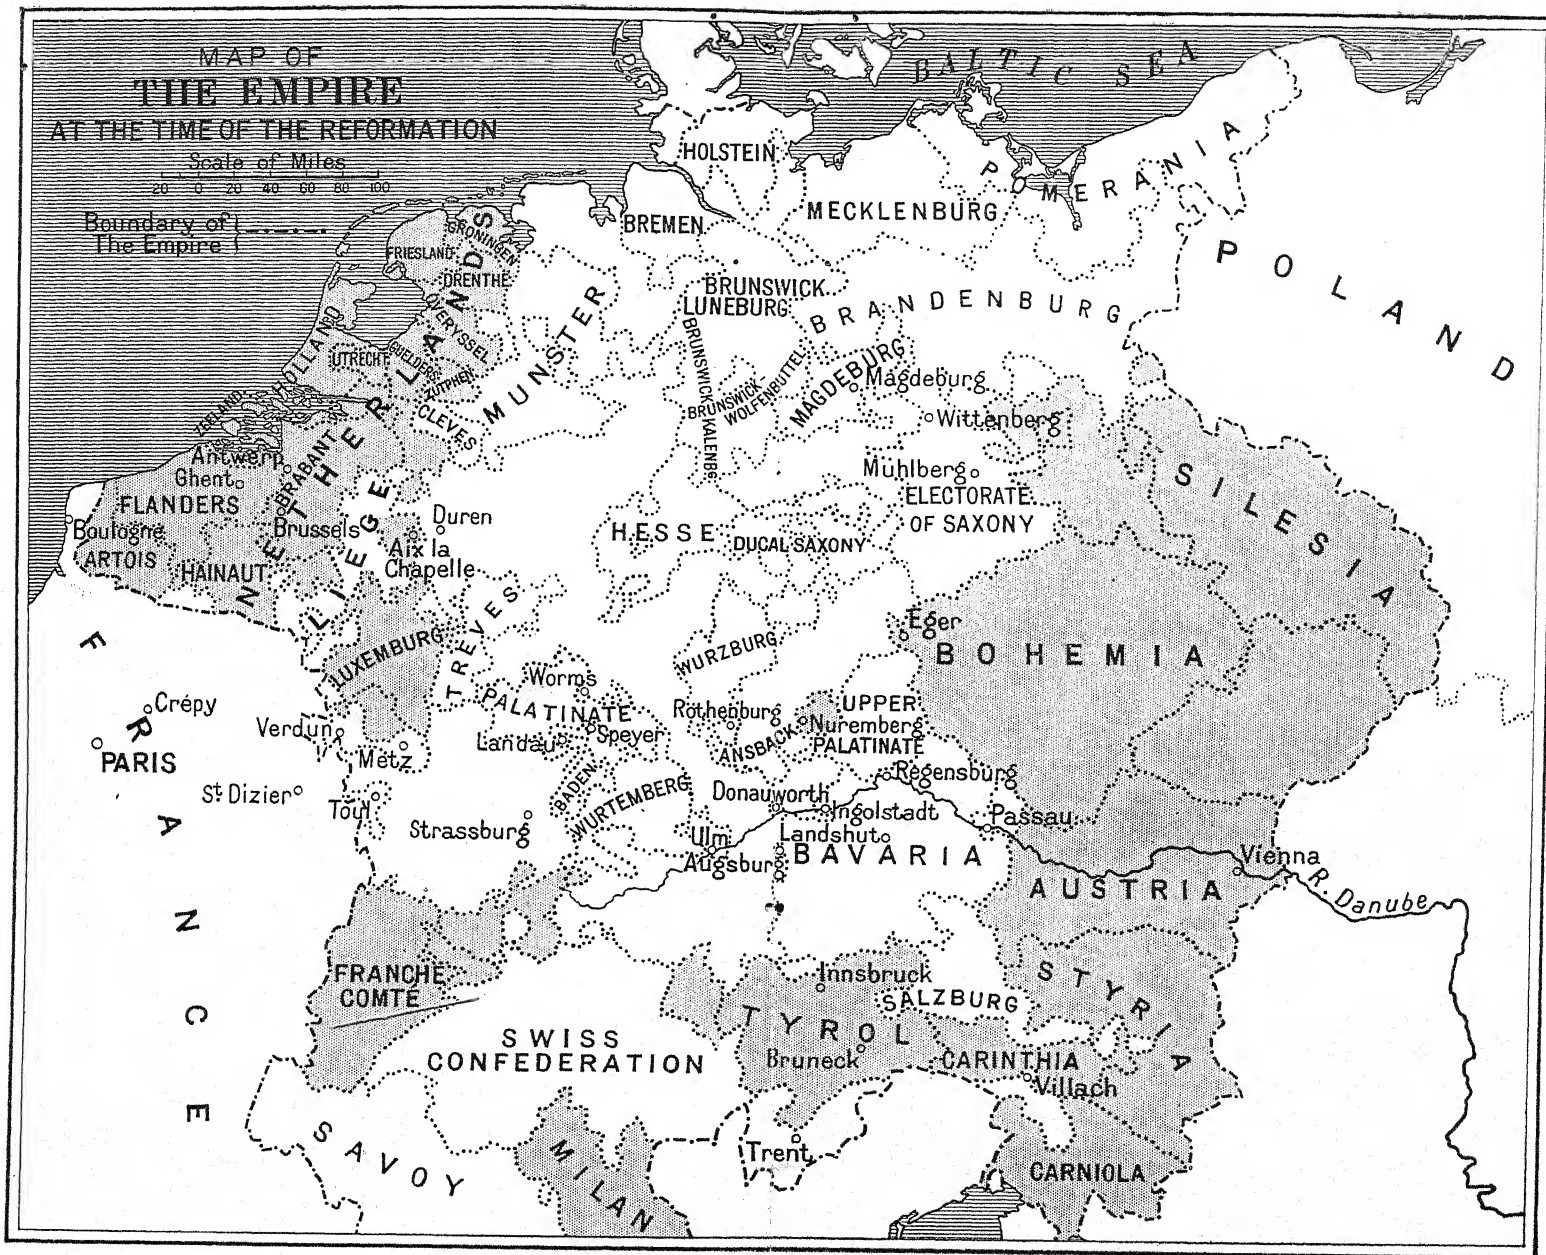 MAP OF
THE EMPIRE
AT THE TIME OF THE REFORMATION
Scale of Miles
20 0 20 40 60 80 100
Boundary of
The Empire
BALTIC SEA
HOLSTEIN
POMERANIA
MECKLENBURG
BREMEN
POLAND
GRONINGEN
FRIESLAND
DRENTHE
OVERYSSEL
NETHERLANDS
HOLLAND
UTRECHT
GUELDERS
ZUTPHEN
ZEELAND
CLEVES
MUNSTER
BRUNSWICK
LUNEBURG
BRANDENBURG
BRUNSWICK KALENBG
BRUNSWICK
WOLFENBUTTEL
MAGDEBURG
Magdeburg
Wittenberg
Muhlberg
ELECTORATE
OF SAXONY
Antwerp
Ghent
BRABANT
FLANDERS
Boulogne
Brussels
ARTOIS
HAINAUT
LIEGE
Duren
Aix la
Chapelle
HESSE
DUCAL SAXONY
SILESIA
TREVES
LUXEMBURG
Eger
BOHEMIA
WURZBURG
Worms
PALATINATE
Rothenburg
UPPER
Nuremberg
PALATINATE
ANSBACK
Landau
Speyer
Crépy
PARIS
Verdun
Metz
St Dizier
Toul
FRANCE
Strassburg
BADEN
WURTEMBERG
Donauworth
Regensburg
Ingolstadt
Passau
Ulm
Landshut
Augsburg
BAVARIA
Vienna
R. Danube
AUSTRIA
FRANCHE
COMTÉ
Innsbruck
SALZBURG
STYRIA
TYROL
Bruneck
CARINTHIA
Villach
SWISS
CONFEDERATION
SAVOY
MILAN
Trent
CARNIOLA